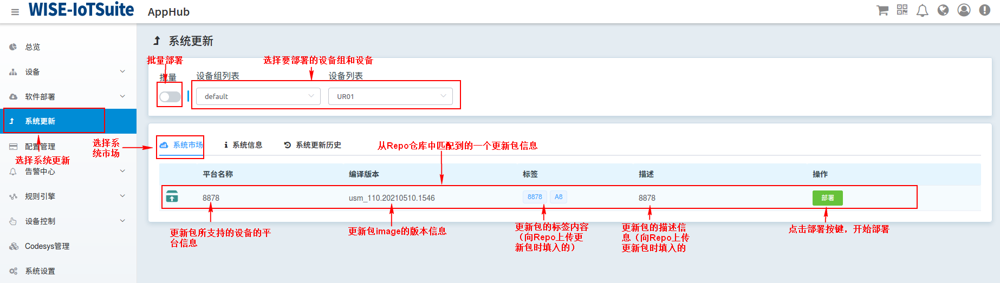 WISE-IoTSuite AppHub
总览
设备
软件部署
系统更新
选择系统更新
配置管理
告警中心
规则引擎
设备控制
Codesys管理
系统设置
系统更新
批量部署
选择要部署的设备组和设备
批量
设备组列表
设备列表
default
UR01
选择系
统市场
系统市场
系统信息
系统更新历史
从Repo仓库中匹配到的一个更新包信息
平台名称 编译版本 标签 描述 操作
8878 usm_110.20210510.1546 8878 A8 8878 部署
更新包所支持的设备的平
台信息
更新包image的版本信息
更新包的标签内容
（向Repo上传更
新包时填入的）
更新包的描述信
息（向Repo上传
更新包时填入的
点击部署按键，开始部署